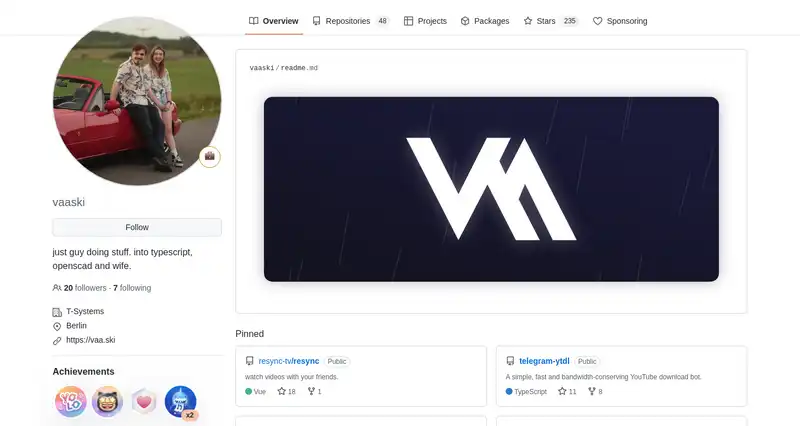 Overview
Repositories 48
Projects
Packages
Stars 235
Sponsoring
vaaski
Follow
just guy doing stuff. into typescript,
openscad and wife.
20 followers · 7 following
T-Systems
Berlin
https://vaa.ski
Achievements
YOLO
x2
vaaski/readme.md
VA
Pinned
resync-tv/resync Public
watch videos with your friends.
Vue 18 1
telegram-ytdl Public
A simple, fast and bandwidth-conserving YouTube download bot.
TypeScript 11 8